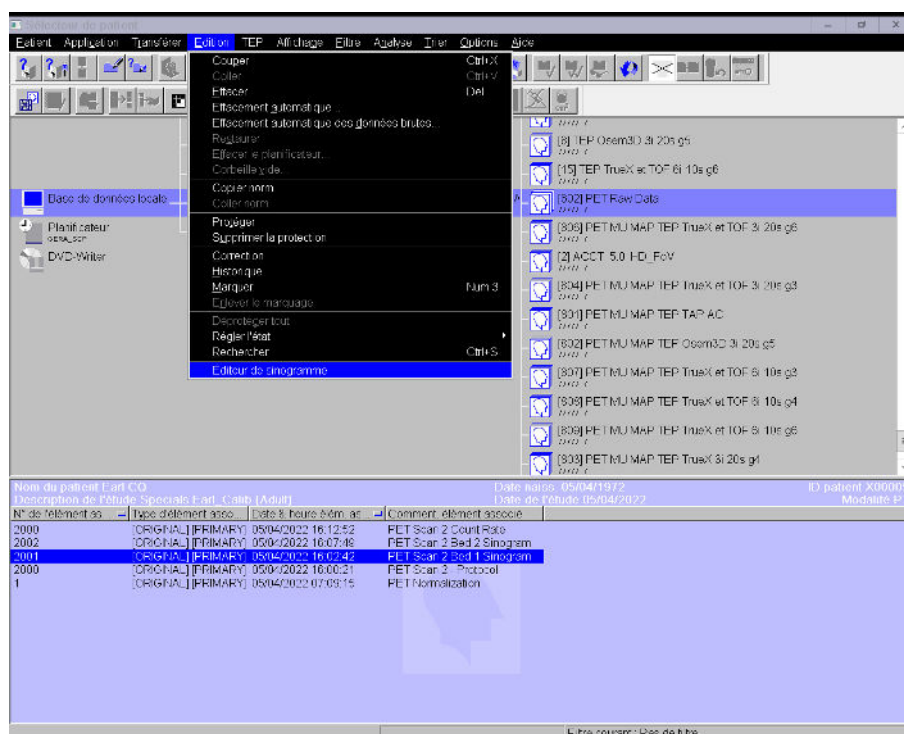 Sélecteur de patient
Patient Application Transférer Edition TEP Affichage Filtre Analyse Trier Options Aide
Couper Ctrl+X
Coller Ctrl+V
Effacer Del
Effacement automatique...
Effacement automatique des données brutes...
Restaurer
Effacer le planificateur...
Corbeille vide...
Copier norm
Coller norm
Protéger
Supprimer la protection
Correction
Historique
Marquer Num 3
Enlever le marquage
Déprotéger tout
Régler l'état
Rechercher Ctrl+S
Editeur de sinogramme
Base de données locale
Planificateur
DVD-Writer
[8] TEP Osem3D 3i 20s g5
[15] TEP TrueX et TOF 6i 10s g6
[602] PET Raw Data
[806] PET MU MAP TEP TrueX et TOF 3i 20s g6
[2] ACCT 5.0 HD_FoV
[804] PET MU MAP TEP TrueX et TOF 3i 20s g3
[801] PET MU MAP TEP TAP AC
[802] PET MU MAP TEP Osem3D 3i 20s g5
[807] PET MU MAP TEP TrueX et TOF 6i 10s g3
[808] PET MU MAP TEP TrueX et TOF 6i 10s g4
[809] PET MU MAP TEP TrueX et TOF 6i 10s g6
[803] PET MU MAP TEP TrueX 3i 20s g4
Nom du patient Earl CQ Date naiss. 05/04/1972 ID patient X0000
Description de l'étude Specials Earl_Calib (Adult) Date de l'étude 05/04/2022 Modalité P
N° de l'élément as... Type d'élément asso... Date & heure élém. as... Comment. élément associé
2000 [ORIGINAL] [PRIMARY] 05/04/2022 16:12:52 PET Scan 2 Count Rate
2002 [ORIGINAL] [PRIMARY] 05/04/2022 16:07:49 PET Scan 2 Bed 2 Sinogram
2001 [ORIGINAL] [PRIMARY] 05/04/2022 16:02:42 PET Scan 2 Bed 1 Sinogram
2000 [ORIGINAL] [PRIMARY] 05/04/2022 16:00:21 PET Scan 2 - Protocol
1 [ORIGINAL] [PRIMARY] 05/04/2022 07:09:15 PET Normalization
Filtre courant : Pas de filtre